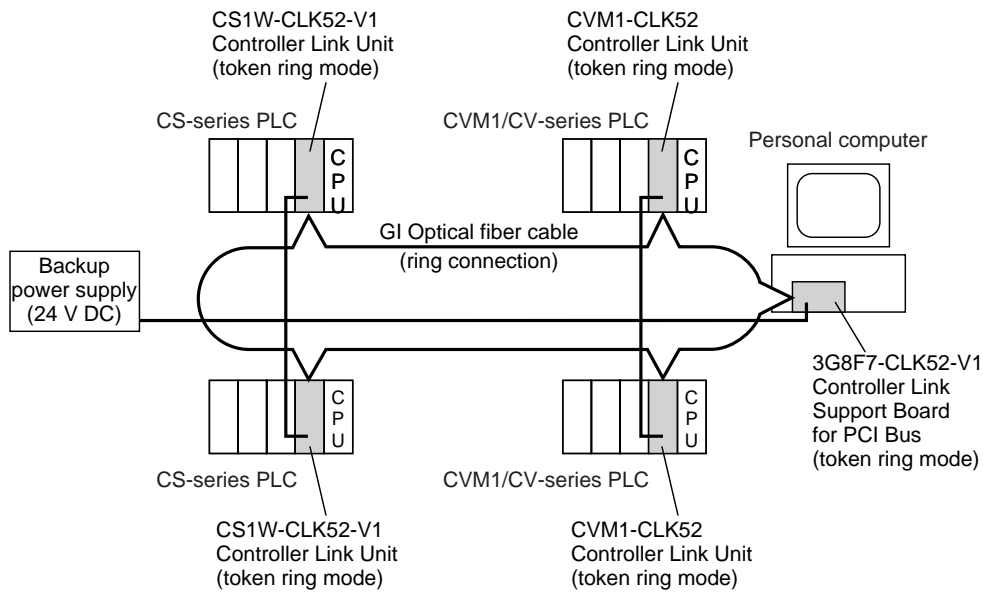 CS1W-CLK52-V1
Controller Link Unit
(token ring mode)
CVM1-CLK52
Controller Link Unit
(token ring mode)
CS-series PLC
CVM1/CV-series PLC
Personal computer
C
P
U
C
P
U
GI Optical fiber cable
(ring connection)
Backup
power supply
(24 V DC)
3G8F7-CLK52-V1
Controller Link
Support Board
for PCI Bus
(token ring mode)
C
P
U
C
P
U
CS-series PLC
CVM1/CV-series PLC
CS1W-CLK52-V1
Controller Link Unit
(token ring mode)
CVM1-CLK52
Controller Link Unit
(token ring mode)